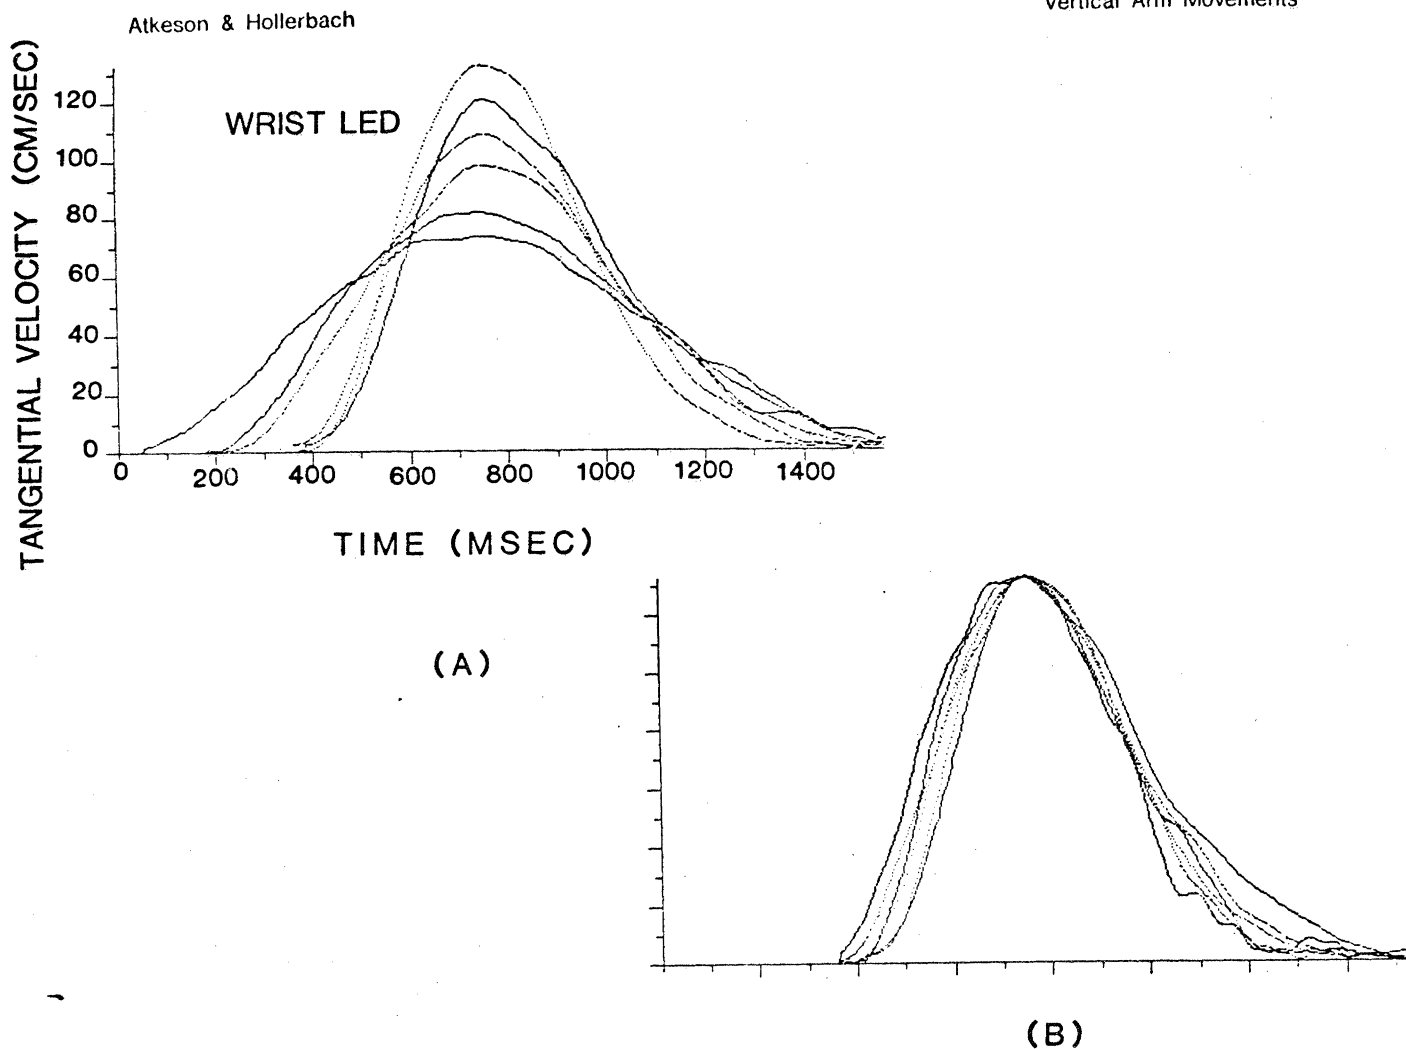 Atkeson & Hollerbach
Vertical Arm Movements
TANGENTIAL VELOCITY (CM/SEC)
WRIST LED
120
100
80
60
40
20
0
0 200 400 600 800 1000 1200 1400
TIME (MSEC)
(A)
(B)